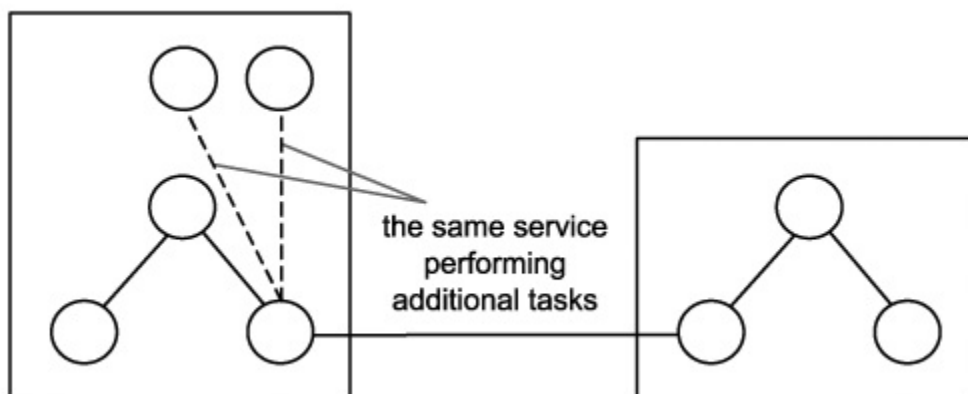 the same service
performing
additional tasks